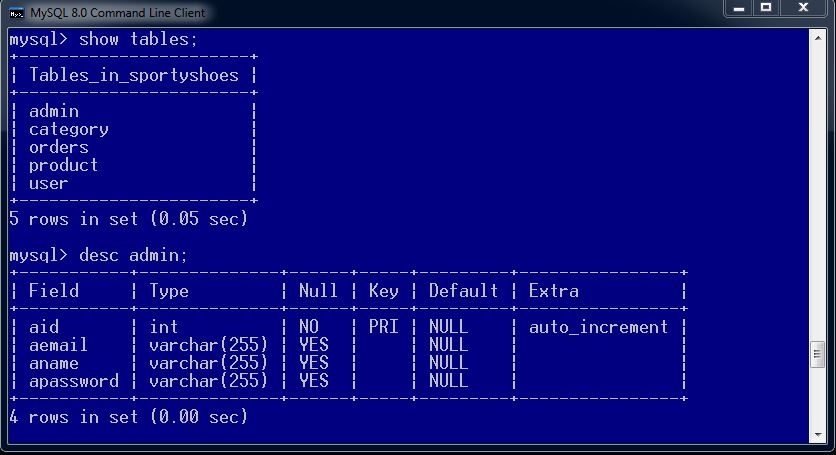 MySQL 8.0 Command Line Client
mysql> show tables;
+------------------------+
| Tables_in_sportyshoes |
+------------------------+
| admin                 |
| category              |
| orders                |
| product               |
| user                  |
+------------------------+
5 rows in set (0.05 sec)
mysql> desc admin;
+-----------+--------------+------+-----+---------+----------------+
| Field     | Type         | Null | Key | Default | Extra          |
+-----------+--------------+------+-----+---------+----------------+
| aid       | int          | NO   | PRI | NULL    | auto_increment |
| aemail    | varchar(255) | YES  |     | NULL    |                |
| aname     | varchar(255) | YES  |     | NULL    |                |
| apassword | varchar(255) | YES  |     | NULL    |                |
+-----------+--------------+------+-----+---------+----------------+
4 rows in set (0.00 sec)